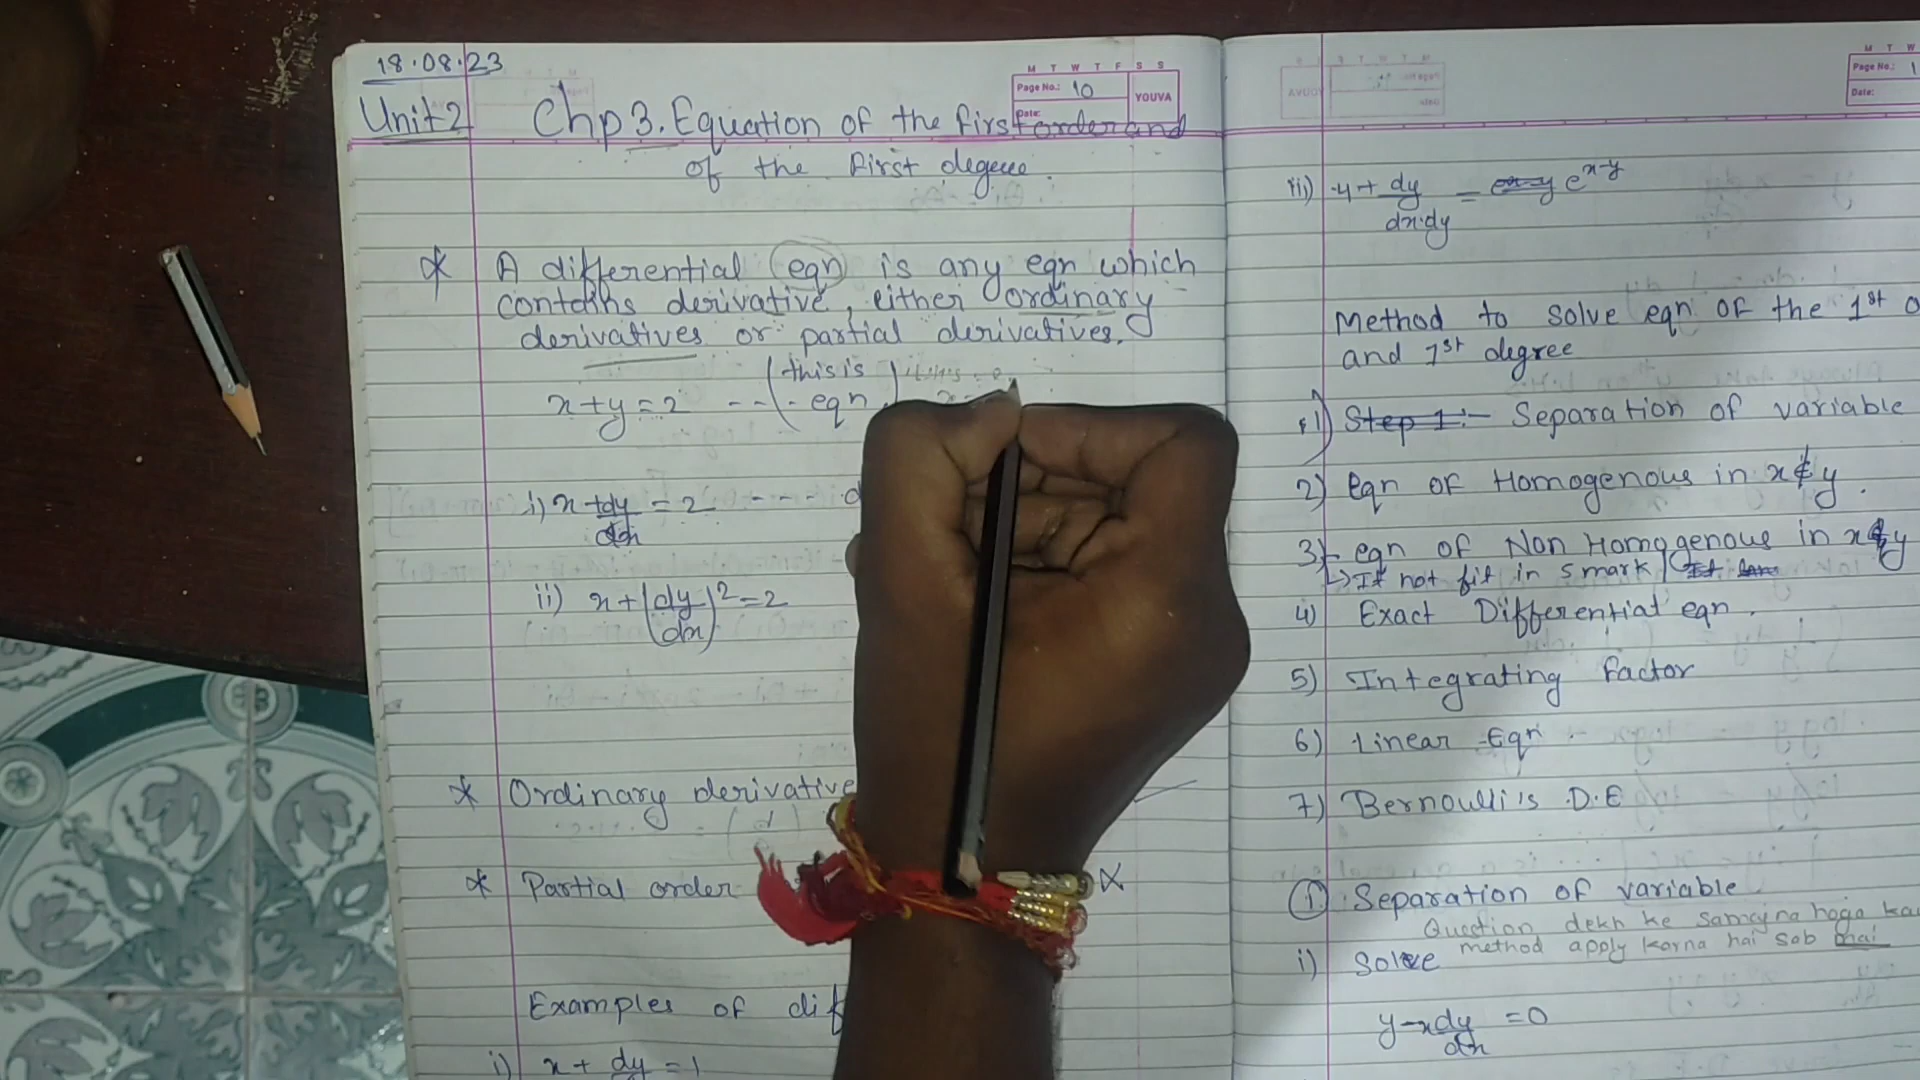 18.08.23
M T W T F S S
Page No.: 10
YOUVA
Date:
Unit 2 Chp 3. Equation of the first order and
of the first degree.
* A differential eqn is any eqn which
contains derivative, either ordinary
derivatives or partial derivatives.
x+y=2 --- (this is
eqn
i) x+dy/dx = 2 ----
ii) x+(dy/dx)²=2
* Ordinary derivative
* Partial order
Examples of dif
i) x + dy = 1
M T W
Page No.: 1
Date:
iii) y+ dy/dx.dy = e^x-y
Method to solve eqn of the 1st o
and 1st degree
1) Step 1:- Separation of variable
2) eqn of Homogenous in x & y.
3) eqn of Non Homogenous in x & y
↳ If not fit in 5 mark
4) Exact Differential eqn.
5) Integrating factor
6) Linear Eqn.
7) Bernoulli's D.E
① Separation of variable
Question dekh ke samajna hoga
method apply karna hai sab
i) Solve
y-xdy/dx =0